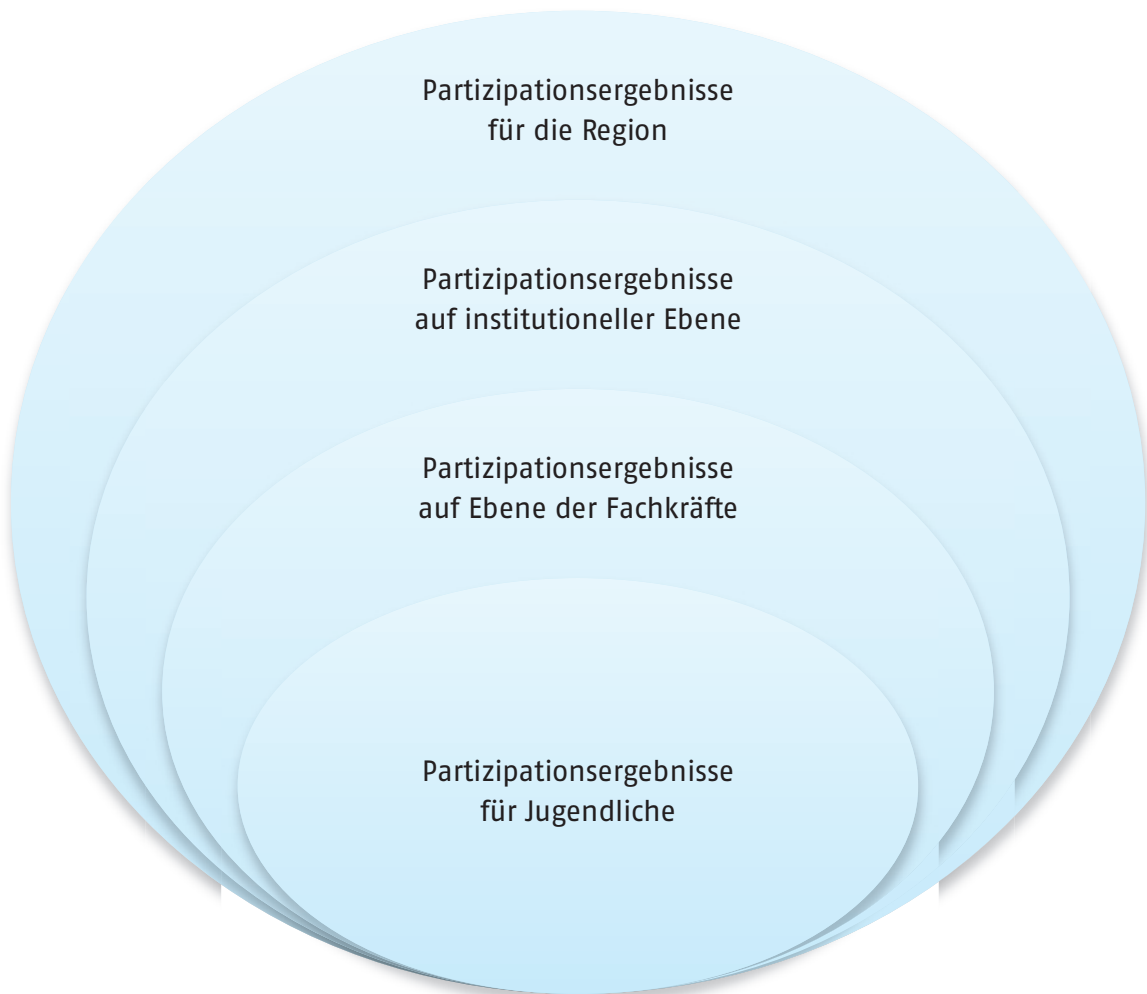 Partizipationsergebnisse
für die Region
Partizipationsergebnisse
auf institutioneller Ebene
Partizipationsergebnisse
auf Ebene der Fachkräfte
Partizipationsergebnisse
für Jugendliche